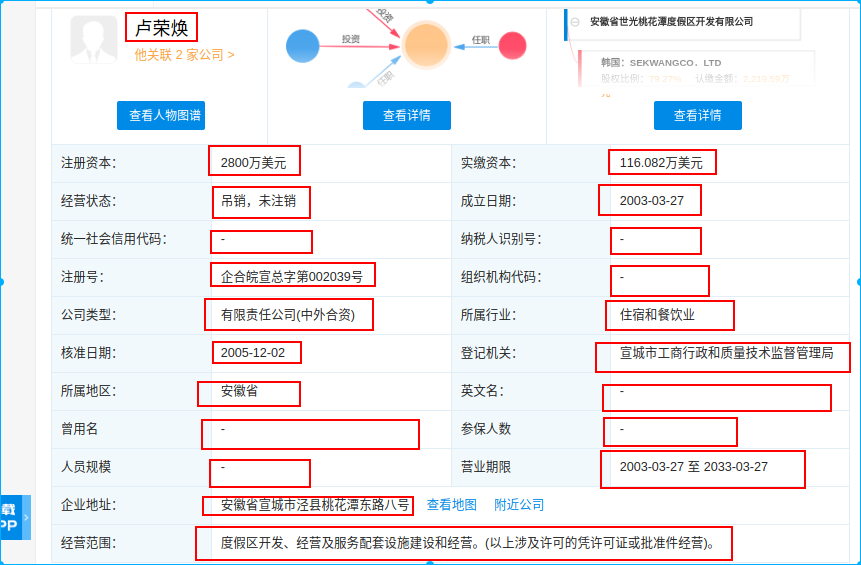 卢荣焕
他关联 2 家公司 >
查看人物图谱
投资
投资
任职
任职
查看详情
安徽省世光桃花潭度假区开发有限公司
韩国：SEKWANGCO．LTD
股权比例：79.27% 认缴金额：2,219.56万
元
查看详情
注册资本： 2800万美元 实缴资本： 116.082万美元
经营状态： 吊销，未注销 成立日期： 2003-03-27
统一社会信用代码： - 纳税人识别号： -
注册号： 企合皖宣总字第002039号 组织机构代码： -
公司类型： 有限责任公司(中外合资) 所属行业： 住宿和餐饮业
核准日期： 2005-12-02 登记机关： 宣城市工商行政和质量技术监督管理局
所属地区： 安徽省 英文名： -
曾用名 - 参保人数 -
人员规模 - 营业期限 2003-03-27 至 2033-03-27
企业地址： 安徽省宣城市泾县桃花潭东路八号 查看地图 附近公司
经营范围： 度假区开发、经营及服务配套设施建设和经营。(以上涉及许可的凭许可证或批准件经营)。
载
PP